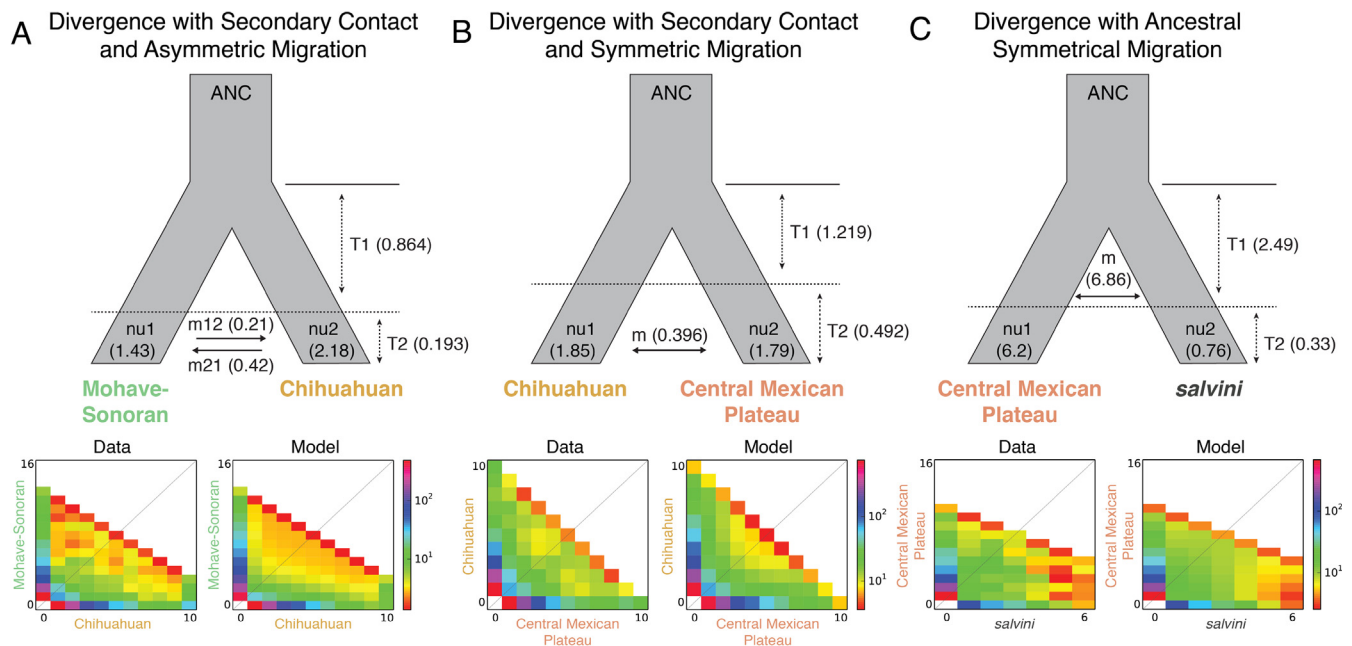 A
Divergence with Secondary Contact
and Asymmetric Migration
ANC
T1 (0.864)
nu1
(1.43)
m12 (0.21)
m21 (0.42)
nu2
(2.18)
T2 (0.193)
Mohave-
Sonoran
Chihuahuan
Data
Model
16
0
Mohave-Sonoran
0
10
Chihuahuan
16
0
Mohave-Sonoran
0
10
Chihuahuan
10²
10¹
B
Divergence with Secondary Contact
and Symmetric Migration
ANC
T1 (1.219)
nu1
(1.85)
m (0.396)
nu2
(1.79)
T2 (0.492)
Chihuahuan
Central Mexican
Plateau
Data
Model
10
0
Chihuahuan
0
10
Central Mexican
Plateau
10
0
Chihuahuan
0
10
Central Mexican
Plateau
10²
10¹
C
Divergence with Ancestral
Symmetrical Migration
ANC
T1 (2.49)
m
(6.86)
nu1
(6.2)
nu2
(0.76)
T2 (0.33)
Central Mexican
Plateau
salvini
Data
Model
16
0
Central Mexican
Plateau
0
6
salvini
16
0
Central Mexican
Plateau
0
6
salvini
10²
10¹